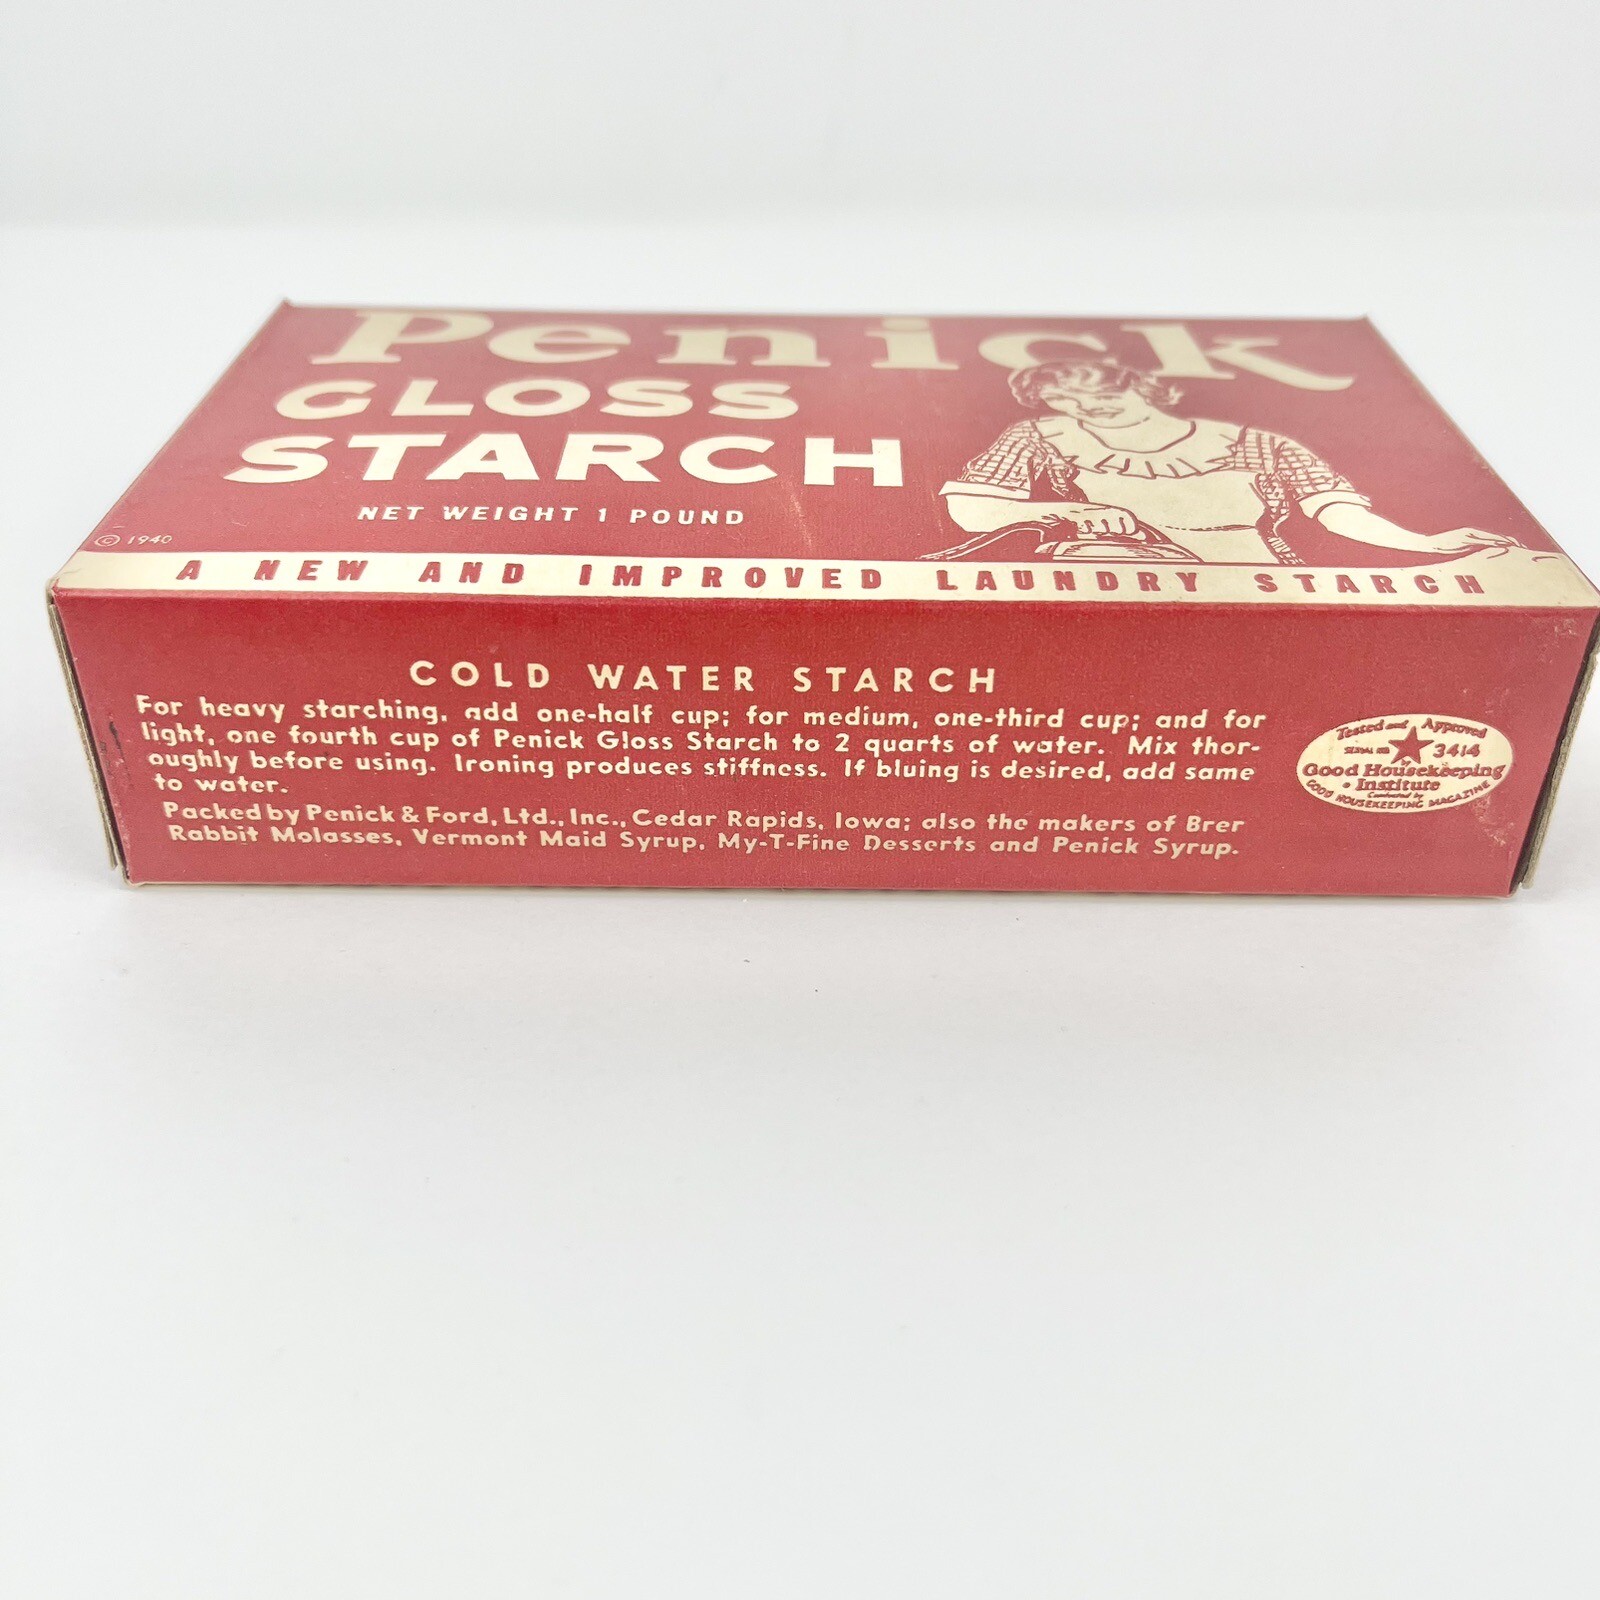 Penick
GLOSS
STARCH
NET WEIGHT 1 POUND
© 1940
A NEW AND IMPROVED LAUNDRY STARCH
COLD WATER STARCH
For heavy starching, add one-half cup; for medium, one-third cup; and for
light, one fourth cup of Penick Gloss Starch to 2 quarts of water. Mix thor-
oughly before using. Ironing produces stiffness. If bluing is desired, add same
to water.
Packed by Penick & Ford, Ltd., Inc., Cedar Rapids, Iowa; also the makers of Brer
Rabbit Molasses, Vermont Maid Syrup, My-T-Fine Desserts and Penick Syrup.
Tested and Approved
SERIAL NO. 3414
by
Good Housekeeping
• Institute
Conducted by
GOOD HOUSEKEEPING MAGAZINE